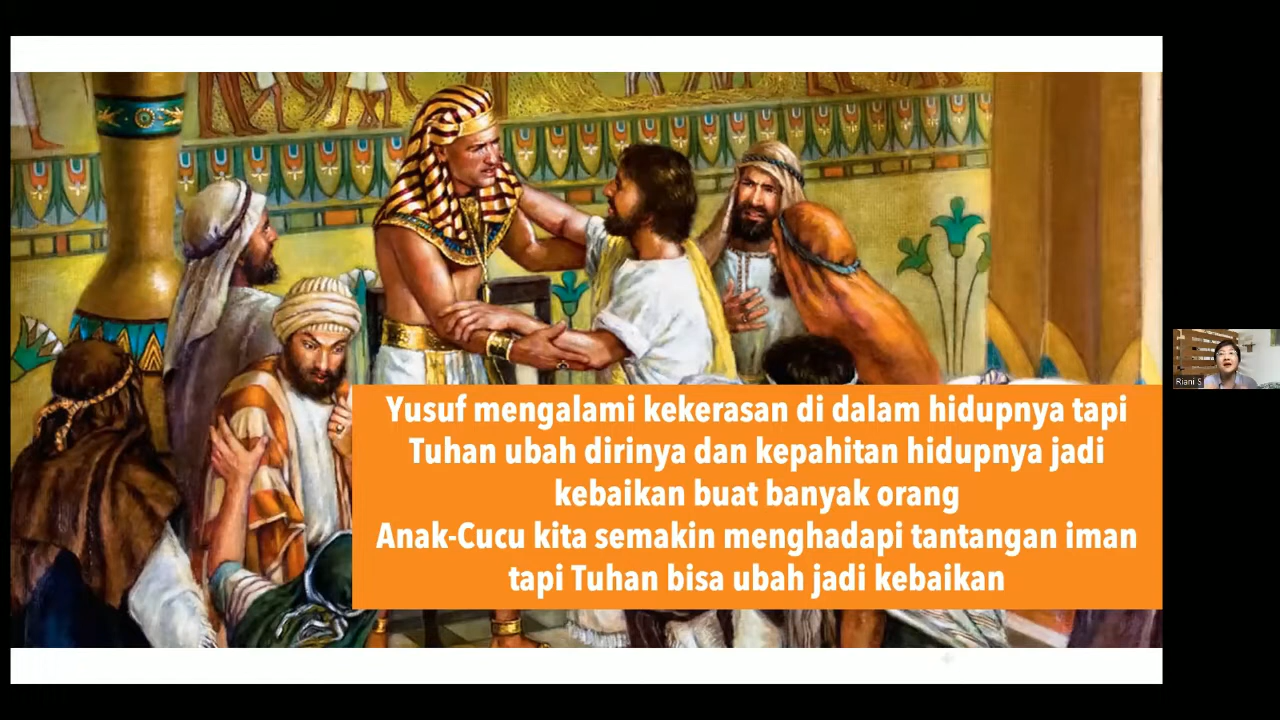 Yusuf mengalami kekerasan di dalam hidupnya tapi
Tuhan ubah dirinya dan kepahitan hidupnya jadi
kebaikan buat banyak orang
Anak-Cucu kita semakin menghadapi tantangan iman
tapi Tuhan bisa ubah jadi kebaikan
Riani S